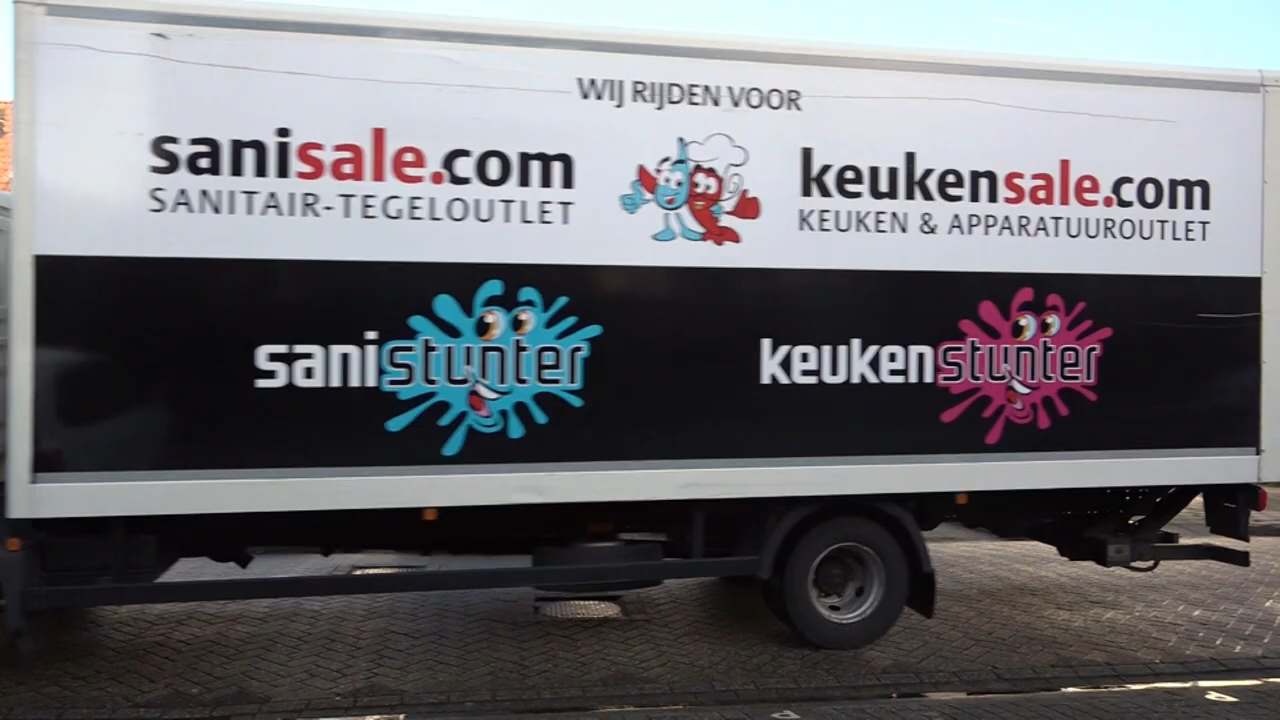 WIJ RIJDEN VOOR
sanisale.com
SANITAIR-TEGELOUTLET
keukensale.com
KEUKEN & APPARATUUROUTLET
sanistunter
keukenstunter